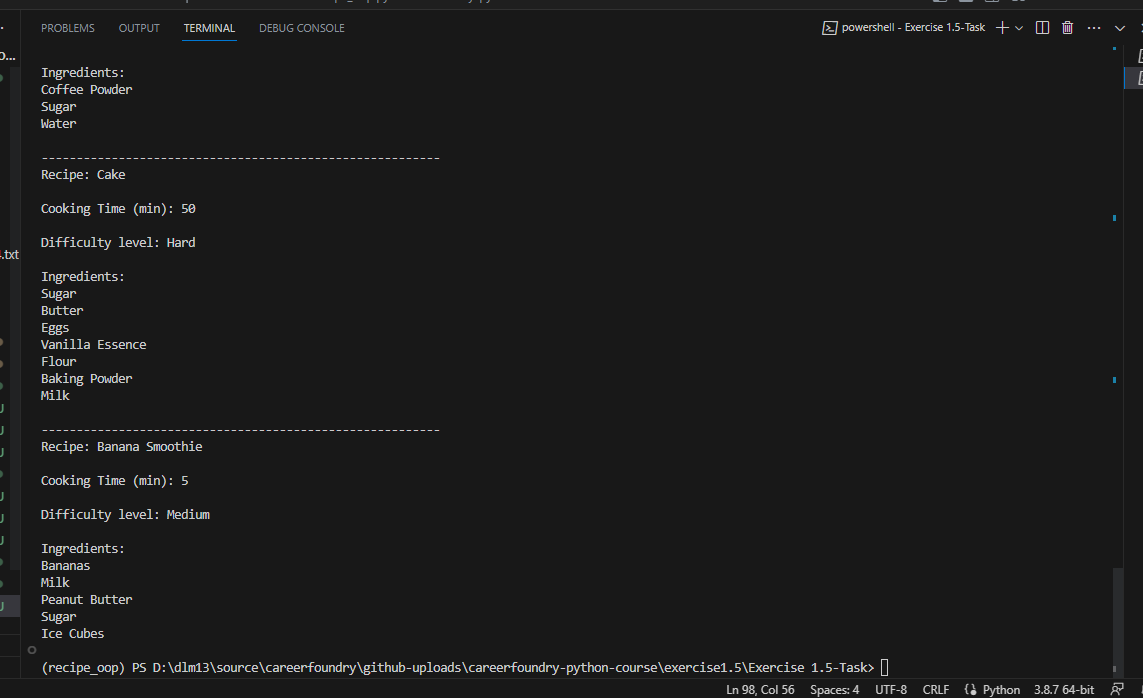 PROBLEMS OUTPUT TERMINAL DEBUG CONSOLE powershell - Exercise 1.5-Task
Ingredients:
Coffee Powder
Sugar
Water
---------------------------------------------------------
Recipe: Cake
Cooking Time (min): 50
Difficulty level: Hard
.txt
Ingredients:
Sugar
Butter
Eggs
Vanilla Essence
Flour
Baking Powder
Milk
---------------------------------------------------------
Recipe: Banana Smoothie
Cooking Time (min): 5
Difficulty level: Medium
Ingredients:
Bananas
Milk
Peanut Butter
Sugar
Ice Cubes
(recipe_oop) PS D:\dlm13\source\careerfoundry\github-uploads\careerfoundry-python-course\exercise1.5\Exercise 1.5-Task>
Ln 98, Col 56 Spaces: 4 UTF-8 CRLF Python 3.8.7 64-bit